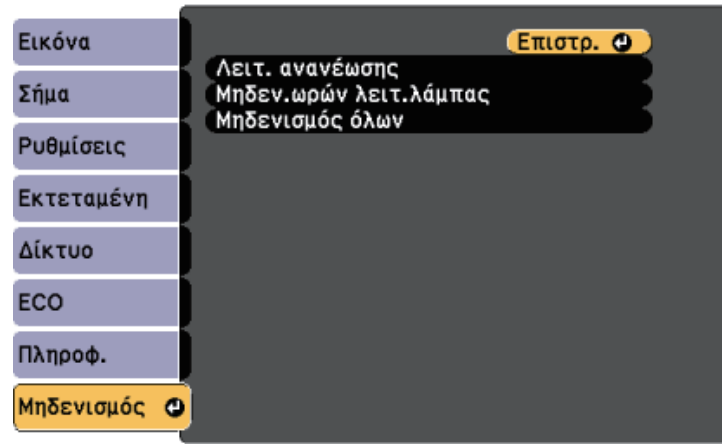 Εικόνα
Σήμα
Ρυθμίσεις
Εκτεταμένη
Δίκτυο
ECO
Πληροφ.
Μηδενισμός
Επιστρ.
Λειτ. ανανέωσης
Μηδεν.ωρών λειτ.λάμπας
Μηδενισμός όλων